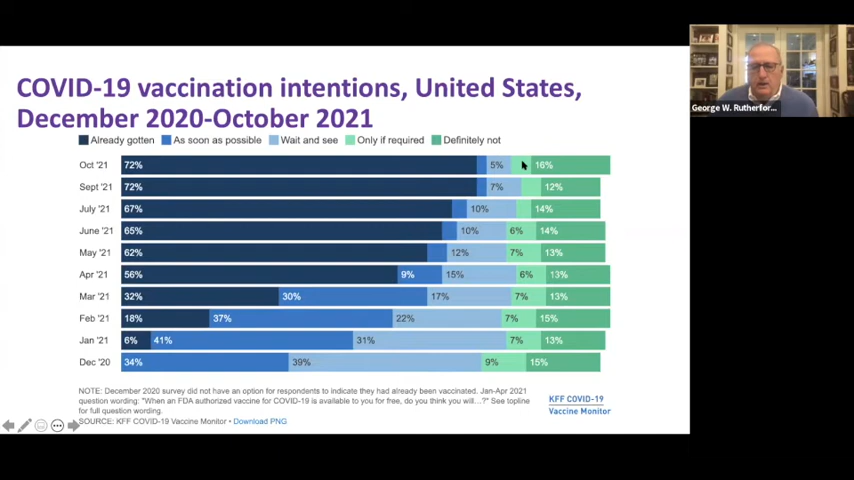 COVID-19 vaccination intentions, United States,
December 2020-October 2021
Already gotten As soon as possible Wait and see Only if required Definitely not
Oct '21 72% 5% 16%
Sept '21 72% 7% 12%
July '21 67% 10% 14%
June '21 65% 10% 6% 14%
May '21 62% 12% 7% 13%
Apr '21 56% 9% 15% 6% 13%
Mar '21 32% 30% 17% 7% 13%
Feb '21 18% 37% 22% 7% 15%
Jan '21 6% 41% 31% 7% 13%
Dec '20 34% 39% 9% 15%
NOTE: December 2020 survey did not have an option for respondents to indicate they had already been vaccinated. Jan-Apr 2021
question wording: "When an FDA authorized vaccine for COVID-19 is available to you for free, do you think you will…?" See topline
for full question wording.
SOURCE: KFF COVID-19 Vaccine Monitor • Download PNG
KFF COVID-19
Vaccine Monitor
George W. Rutherfor...